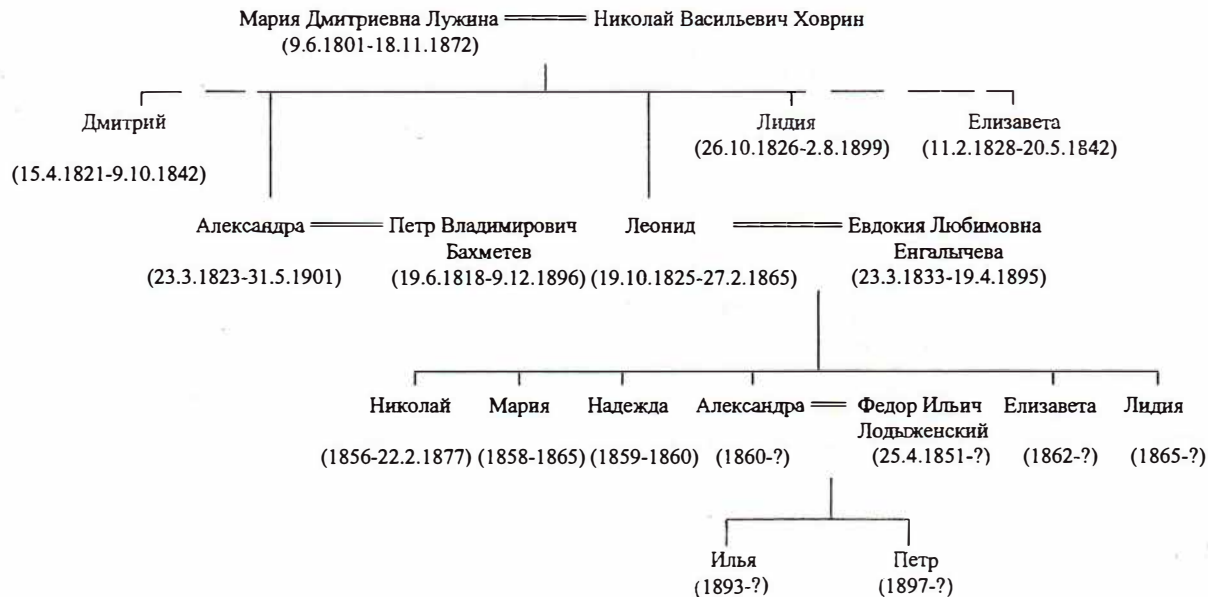 Мария Дмитриевна Лужина Николай Васильевич Ховрин
(9.6.1801-18.11.1872)
Дмитрий Лидия Елизавета
(26.10.1826-2.8.1899) (11.2.1828-20.5.1842)
(15.4.1821-9.10.1842)
Александра Петр Владимирович Леонид Евдокия Любимовна
Бахметев Енгалычева
(23.3.1823-31.5.1901) (19.6.1818-9.12.1896) (19.10.1825-27.2.1865) (23.3.1833-19.4.1895)
Николай Мария Надежда Александра Федор Ильич Елизавета Лидия
Лодыженский
(1856-22.2.1877) (1858-1865) (1859-1860) (1860-?) (25.4.1851-?) (1862-?) (1865-?)
Илья Петр
(1893-?) (1897-?)